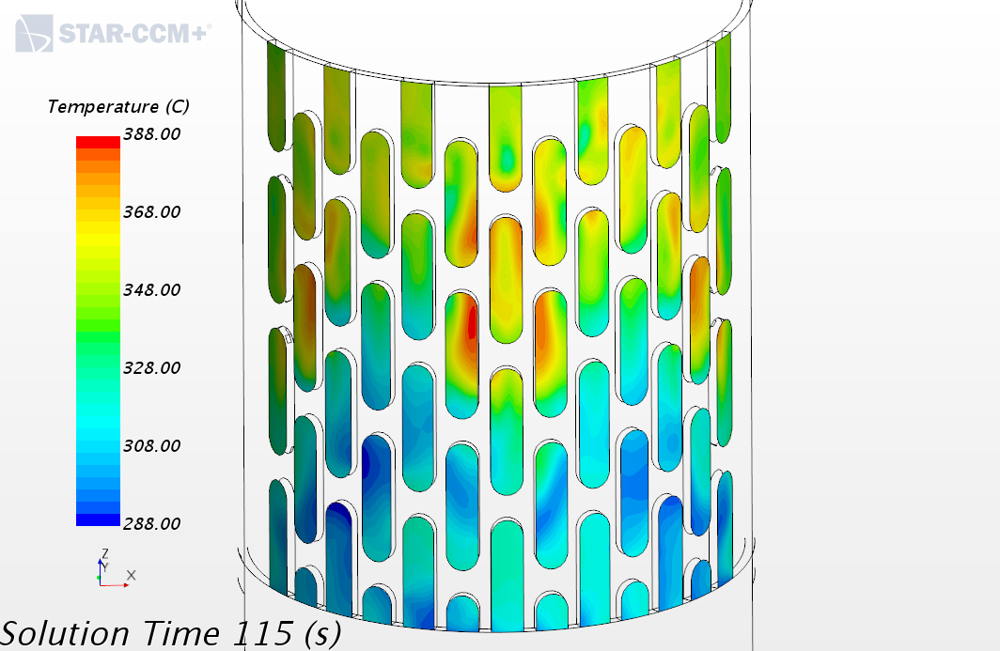 STAR-CCM+
Temperature (C)
388.00
368.00
348.00
328.00
308.00
288.00
Z
Y
X
Solution Time 115 (s)